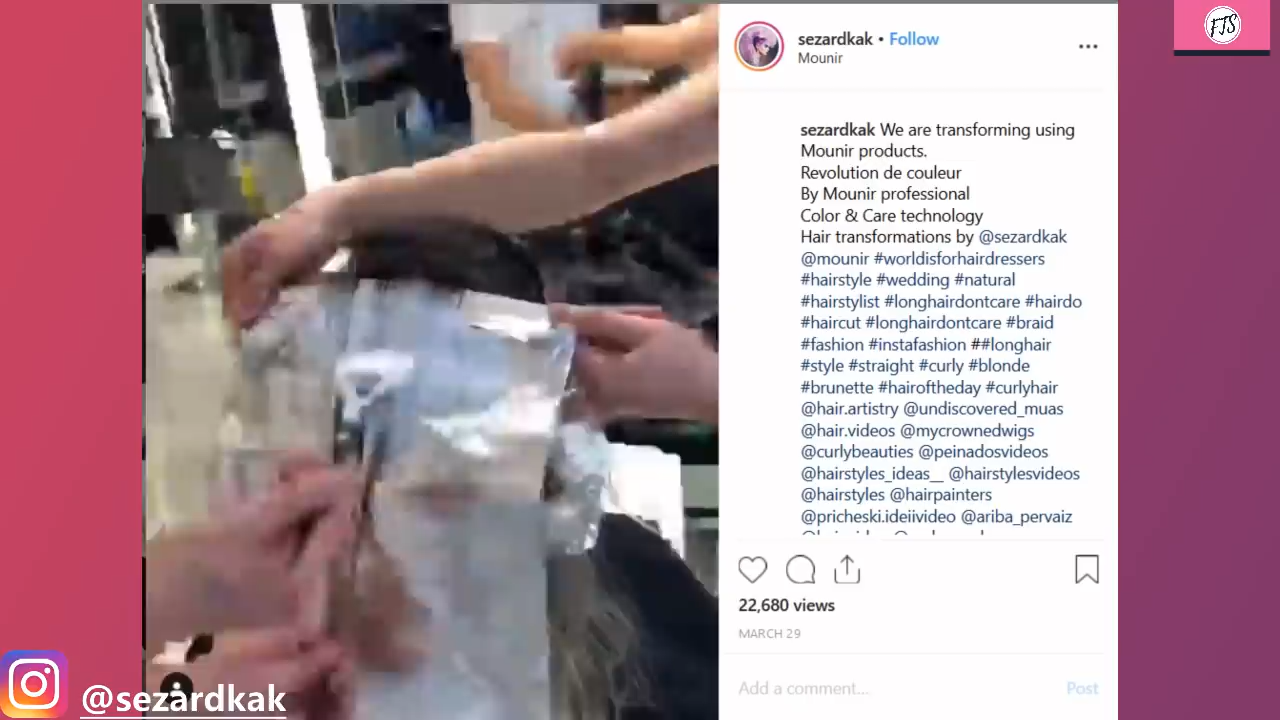 FJS
sezardkak • Follow
Mounir
sezardkak We are transforming using
Mounir products.
Revolution de couleur
By Mounir professional
Color & Care technology
Hair transformations by @sezardkak
@mounir #worldisforhairdressers
#hairstyle #wedding #natural
#hairstylist #longhairdontcare #hairdo
#haircut #longhairdontcare #braid
#fashion #instafashion ##longhair
#style #straight #curly #blonde
#brunette #hairoftheday #curlyhair
@hair.artistry @undiscovered_muas
@hair.videos @mycrownedwigs
@curlybeauties @peinadosvideos
@hairstyles_ideas__ @hairstylesvideos
@hairstyles @hairpainters
@pricheski.ideiivideo @ariba_pervaiz
22,680 views
MARCH 29
Add a comment... Post
@sezardkak